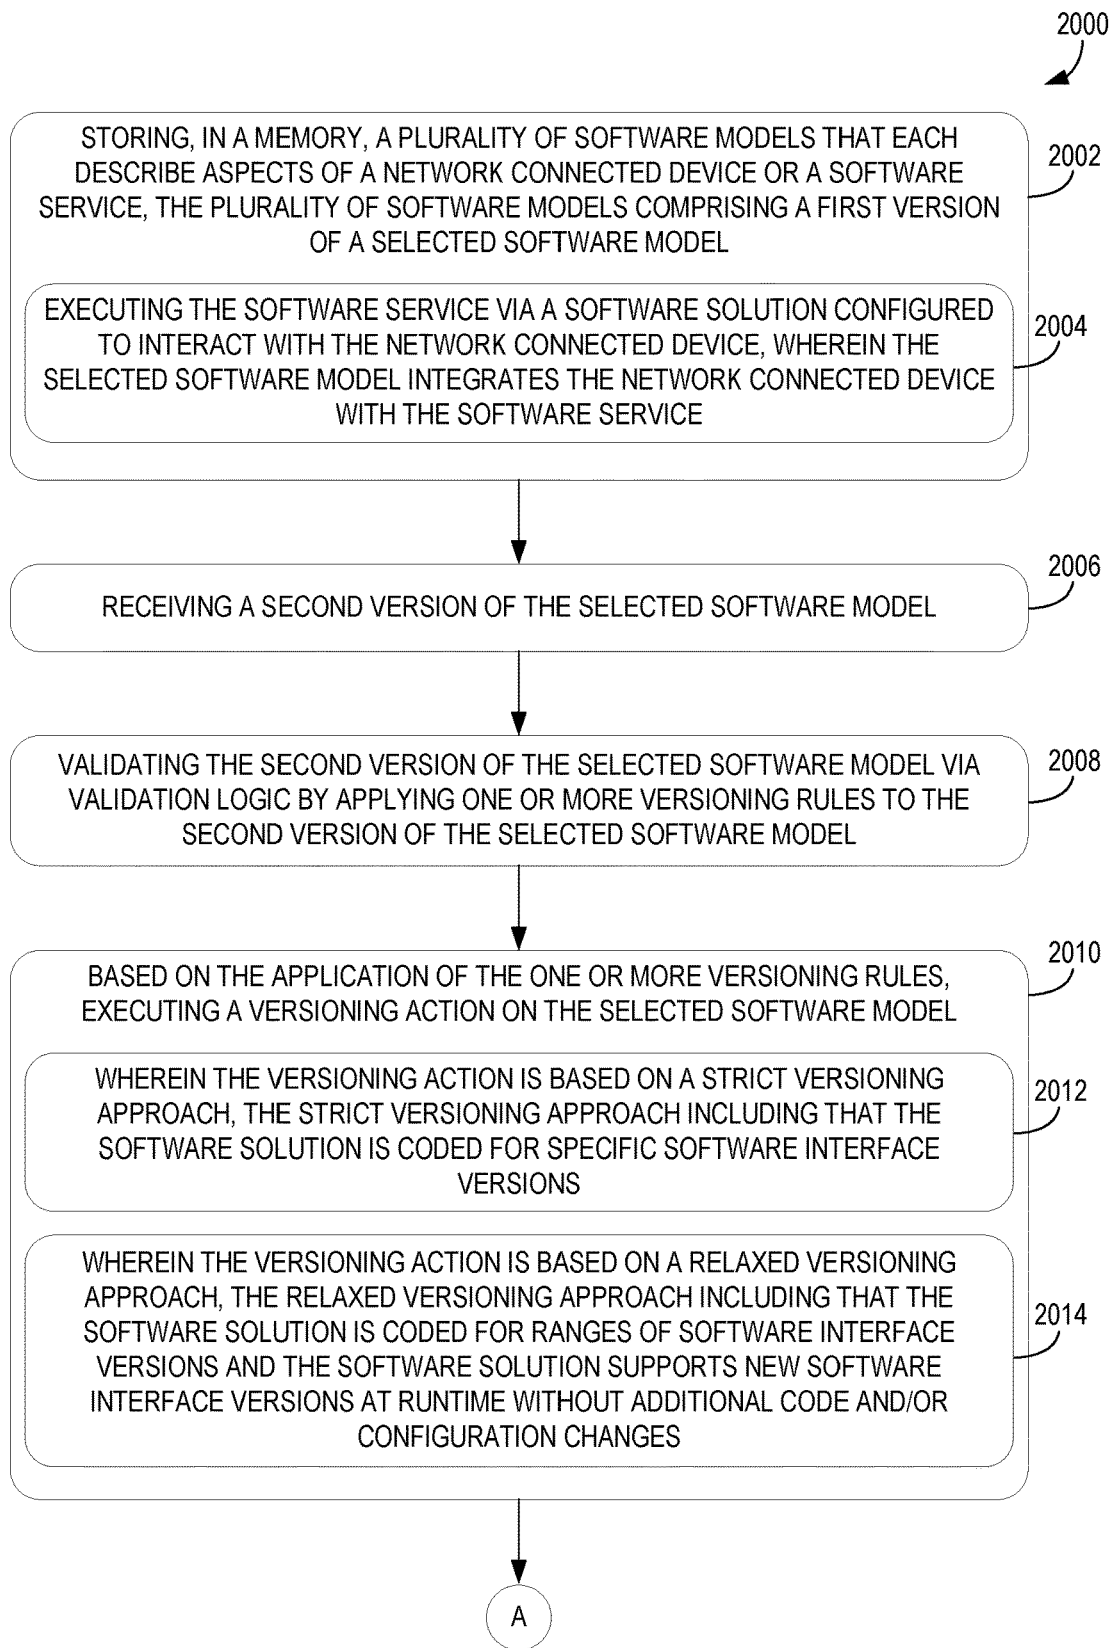 2000
STORING, IN A MEMORY, A PLURALITY OF SOFTWARE MODELS THAT EACH
DESCRIBE ASPECTS OF A NETWORK CONNECTED DEVICE OR A SOFTWARE
SERVICE, THE PLURALITY OF SOFTWARE MODELS COMPRISING A FIRST VERSION
OF A SELECTED SOFTWARE MODEL
2002
EXECUTING THE SOFTWARE SERVICE VIA A SOFTWARE SOLUTION CONFIGURED
TO INTERACT WITH THE NETWORK CONNECTED DEVICE, WHEREIN THE
SELECTED SOFTWARE MODEL INTEGRATES THE NETWORK CONNECTED DEVICE
WITH THE SOFTWARE SERVICE
2004
RECEIVING A SECOND VERSION OF THE SELECTED SOFTWARE MODEL
2006
VALIDATING THE SECOND VERSION OF THE SELECTED SOFTWARE MODEL VIA
VALIDATION LOGIC BY APPLYING ONE OR MORE VERSIONING RULES TO THE
SECOND VERSION OF THE SELECTED SOFTWARE MODEL
2008
BASED ON THE APPLICATION OF THE ONE OR MORE VERSIONING RULES,
EXECUTING A VERSIONING ACTION ON THE SELECTED SOFTWARE MODEL
2010
WHEREIN THE VERSIONING ACTION IS BASED ON A STRICT VERSIONING
APPROACH, THE STRICT VERSIONING APPROACH INCLUDING THAT THE
SOFTWARE SOLUTION IS CODED FOR SPECIFIC SOFTWARE INTERFACE
VERSIONS
2012
WHEREIN THE VERSIONING ACTION IS BASED ON A RELAXED VERSIONING
APPROACH, THE RELAXED VERSIONING APPROACH INCLUDING THAT THE
SOFTWARE SOLUTION IS CODED FOR RANGES OF SOFTWARE INTERFACE
VERSIONS AND THE SOFTWARE SOLUTION SUPPORTS NEW SOFTWARE
INTERFACE VERSIONS AT RUNTIME WITHOUT ADDITIONAL CODE AND/OR
CONFIGURATION CHANGES
2014
A